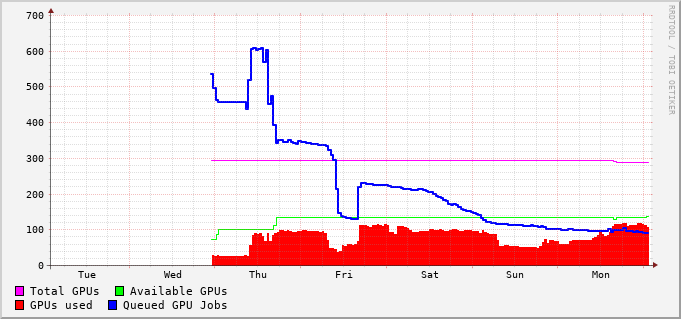 RRDTOOL / TOBI OETIKER
700
600
500
400
300
200
100
0
Tue Wed Thu Fri Sat Sun Mon
Total GPUs Available GPUs
GPUs used Queued GPU Jobs